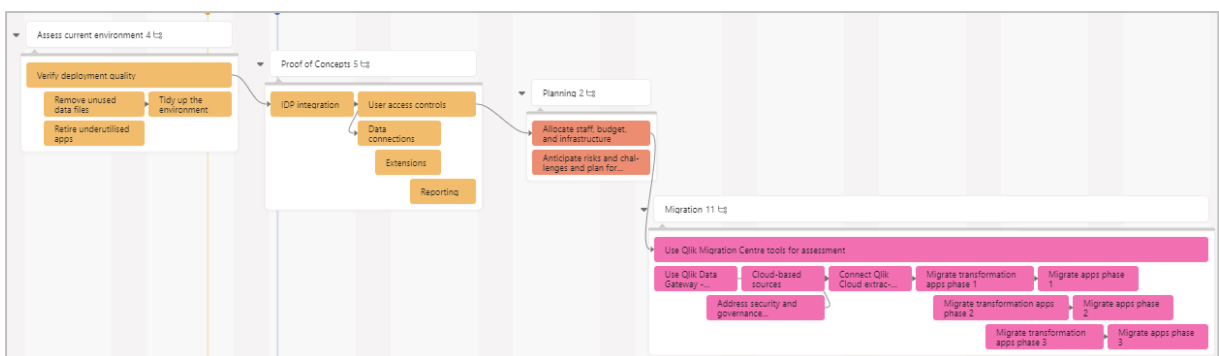 Assess current environment 4
Verify deployment quality
Remove unused
data files
Tidy up the
environment
Retire underutilised
apps
Proof of Concepts 5
IDP integration
User access controls
Data
connections
Extensions
Reporting
Planning 2
Allocate staff, budget,
and infrastructure
Anticipate risks and chal-
lenges and plan for...
Migration 11
Use Qlik Migration Centre tools for assessment
Use Qlik Data
Gateway -...
Cloud-based
sources
Connect Qlik
Cloud extrac-...
Migrate transformation
apps phase 1
Migrate apps phase
1
Address security and
governance...
Migrate transformation apps
phase 2
Migrate apps phase
2
Migrate transformation
apps phase 3
Migrate apps phase
3